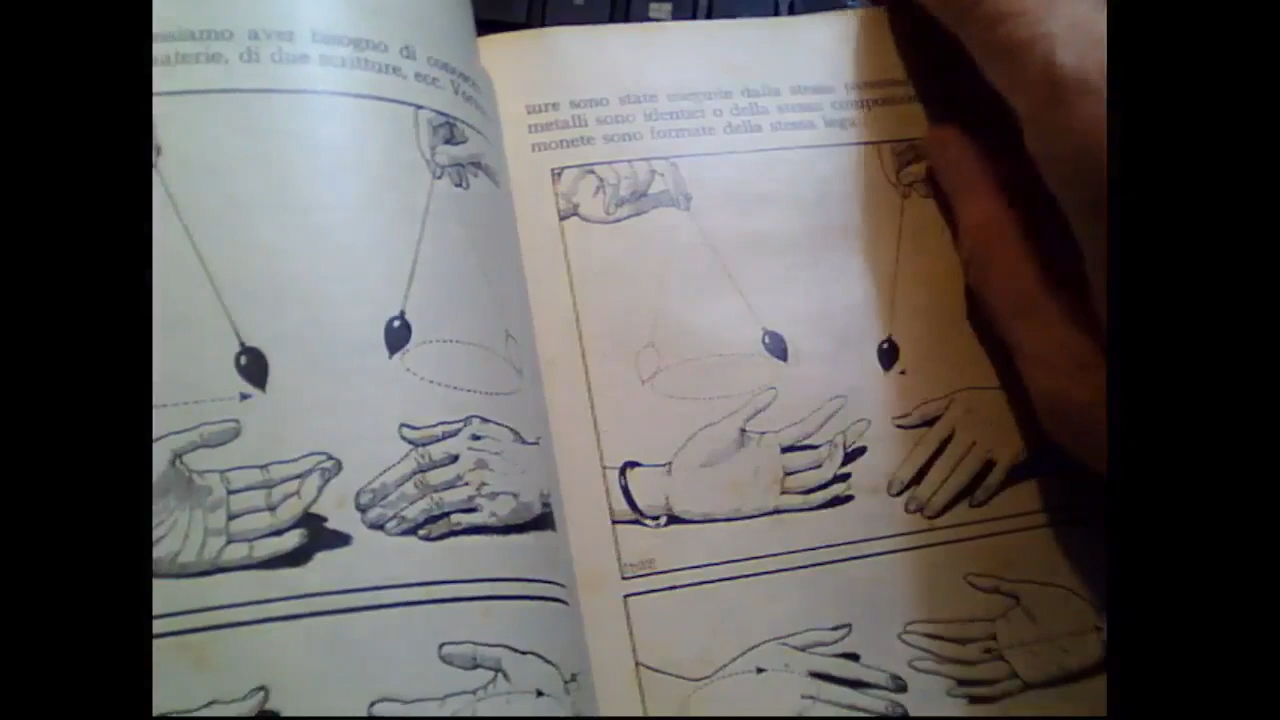 ssiamo aver bisogno di conoscere
materie, di due scritture, ecc.
ture sono state eseguite dalla stessa
metalli sono identici o della stessa composizione
monete sono formate della stessa lega